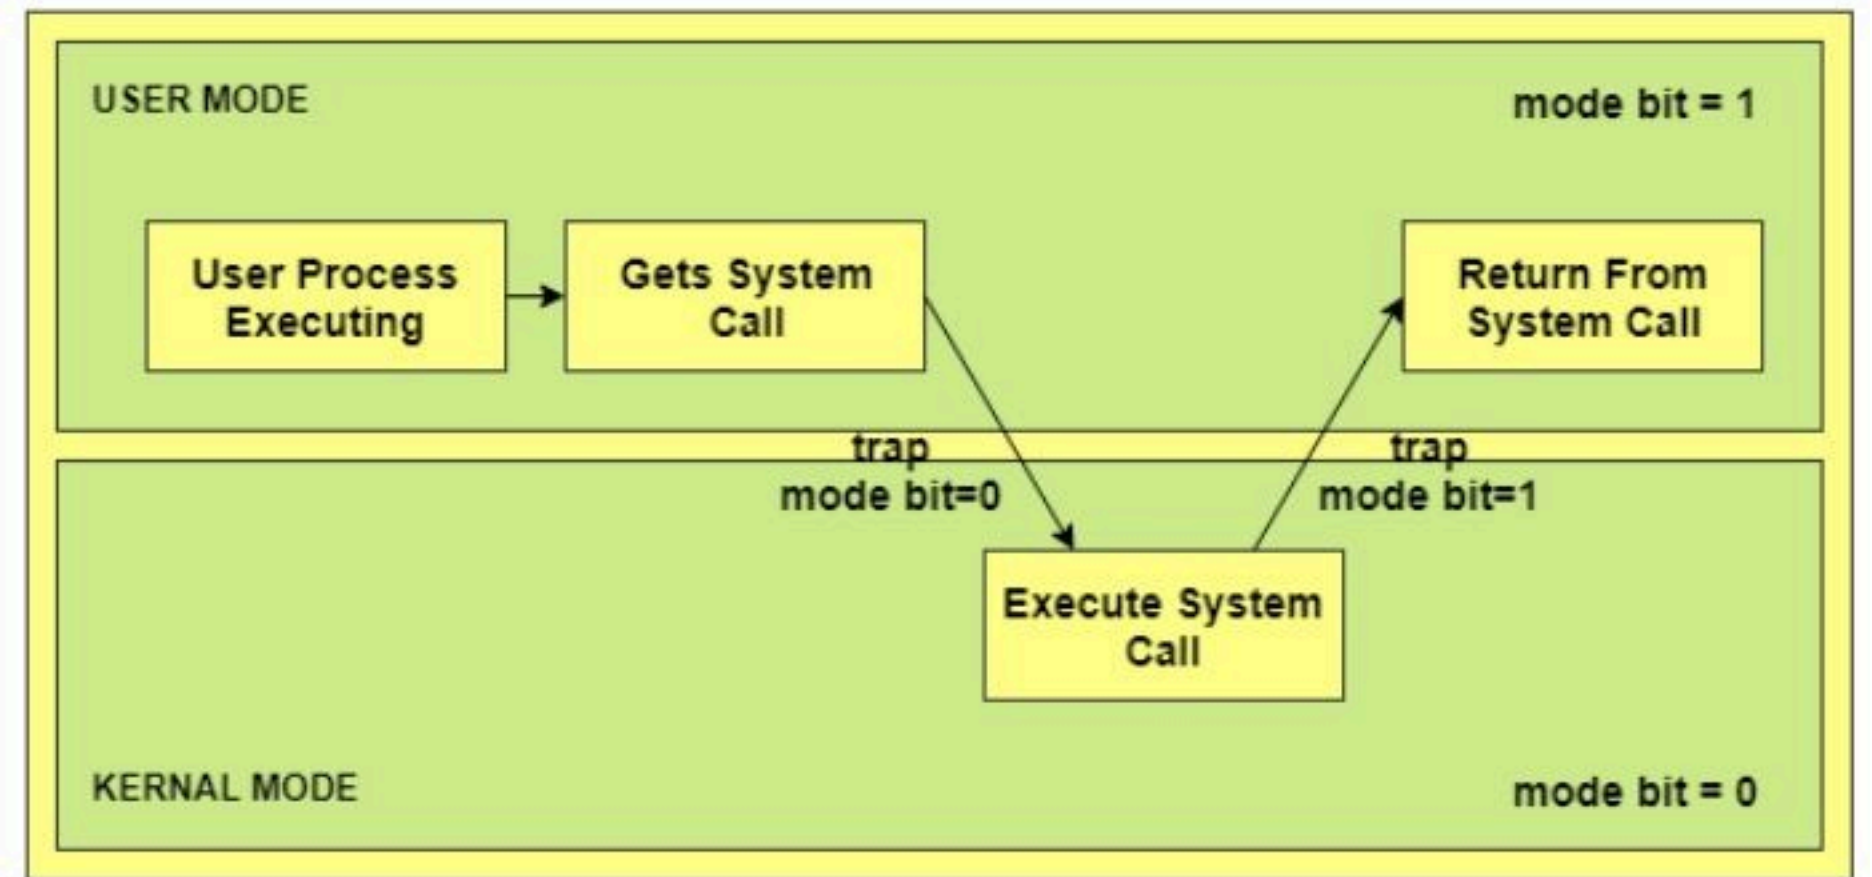 USER MODE
mode bit = 1
User Process
Executing
Gets System
Call
Return From
System Call
trap
mode bit=0
trap
mode bit=1
Execute System
Call
KERNAL MODE
mode bit = 0